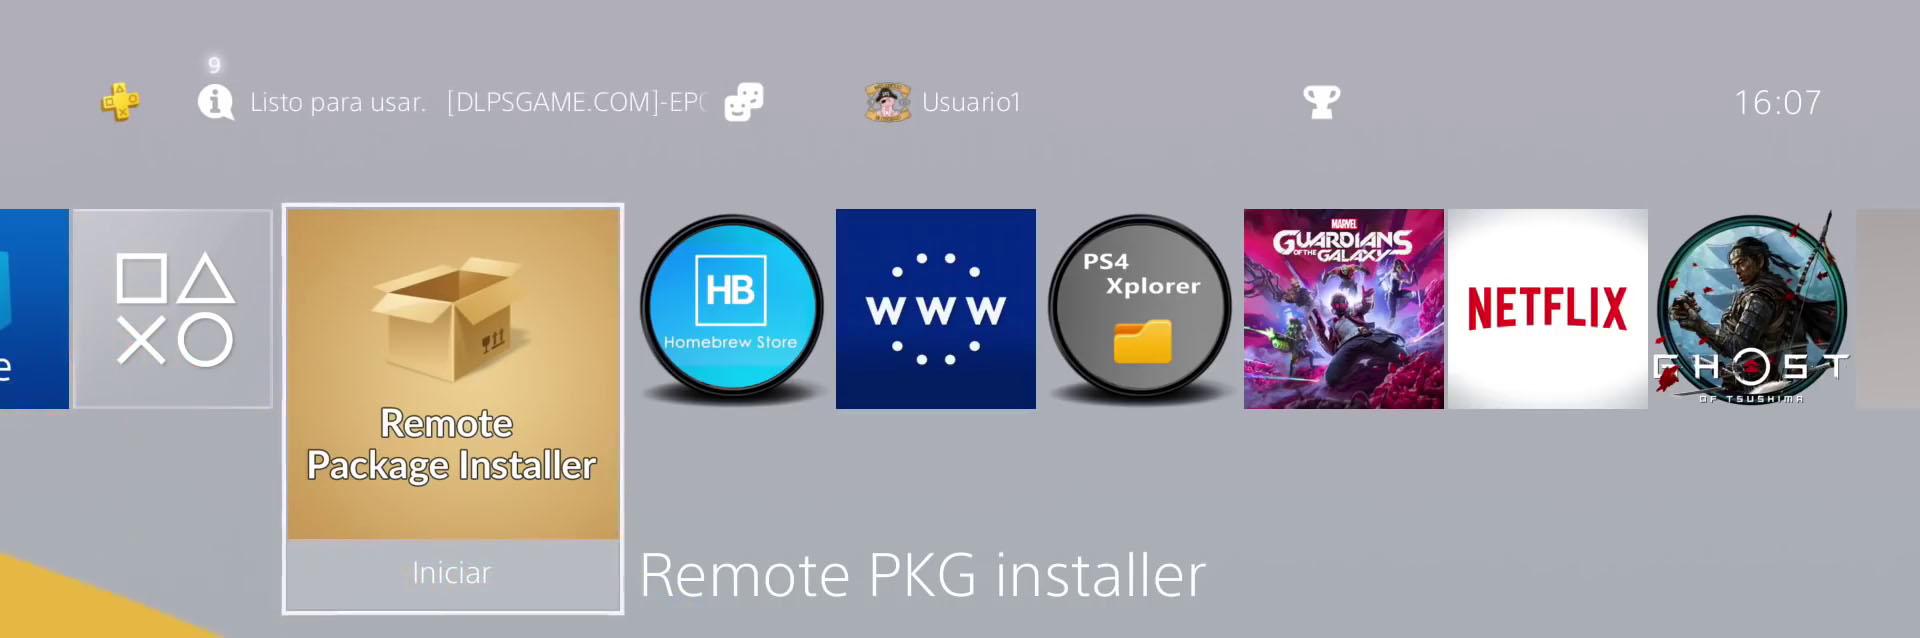 9
Listo para usar. [DLPSGAME.COM]-EP
Usuario1
16:07
e
Remote
Package Installer
Iniciar
HB
Homebrew Store
www
PS4
Xplorer
MARVEL
GUARDIANS
OF THE
GALAXY
NETFLIX
GHOST
OF TSUSHIMA
Remote PKG installer